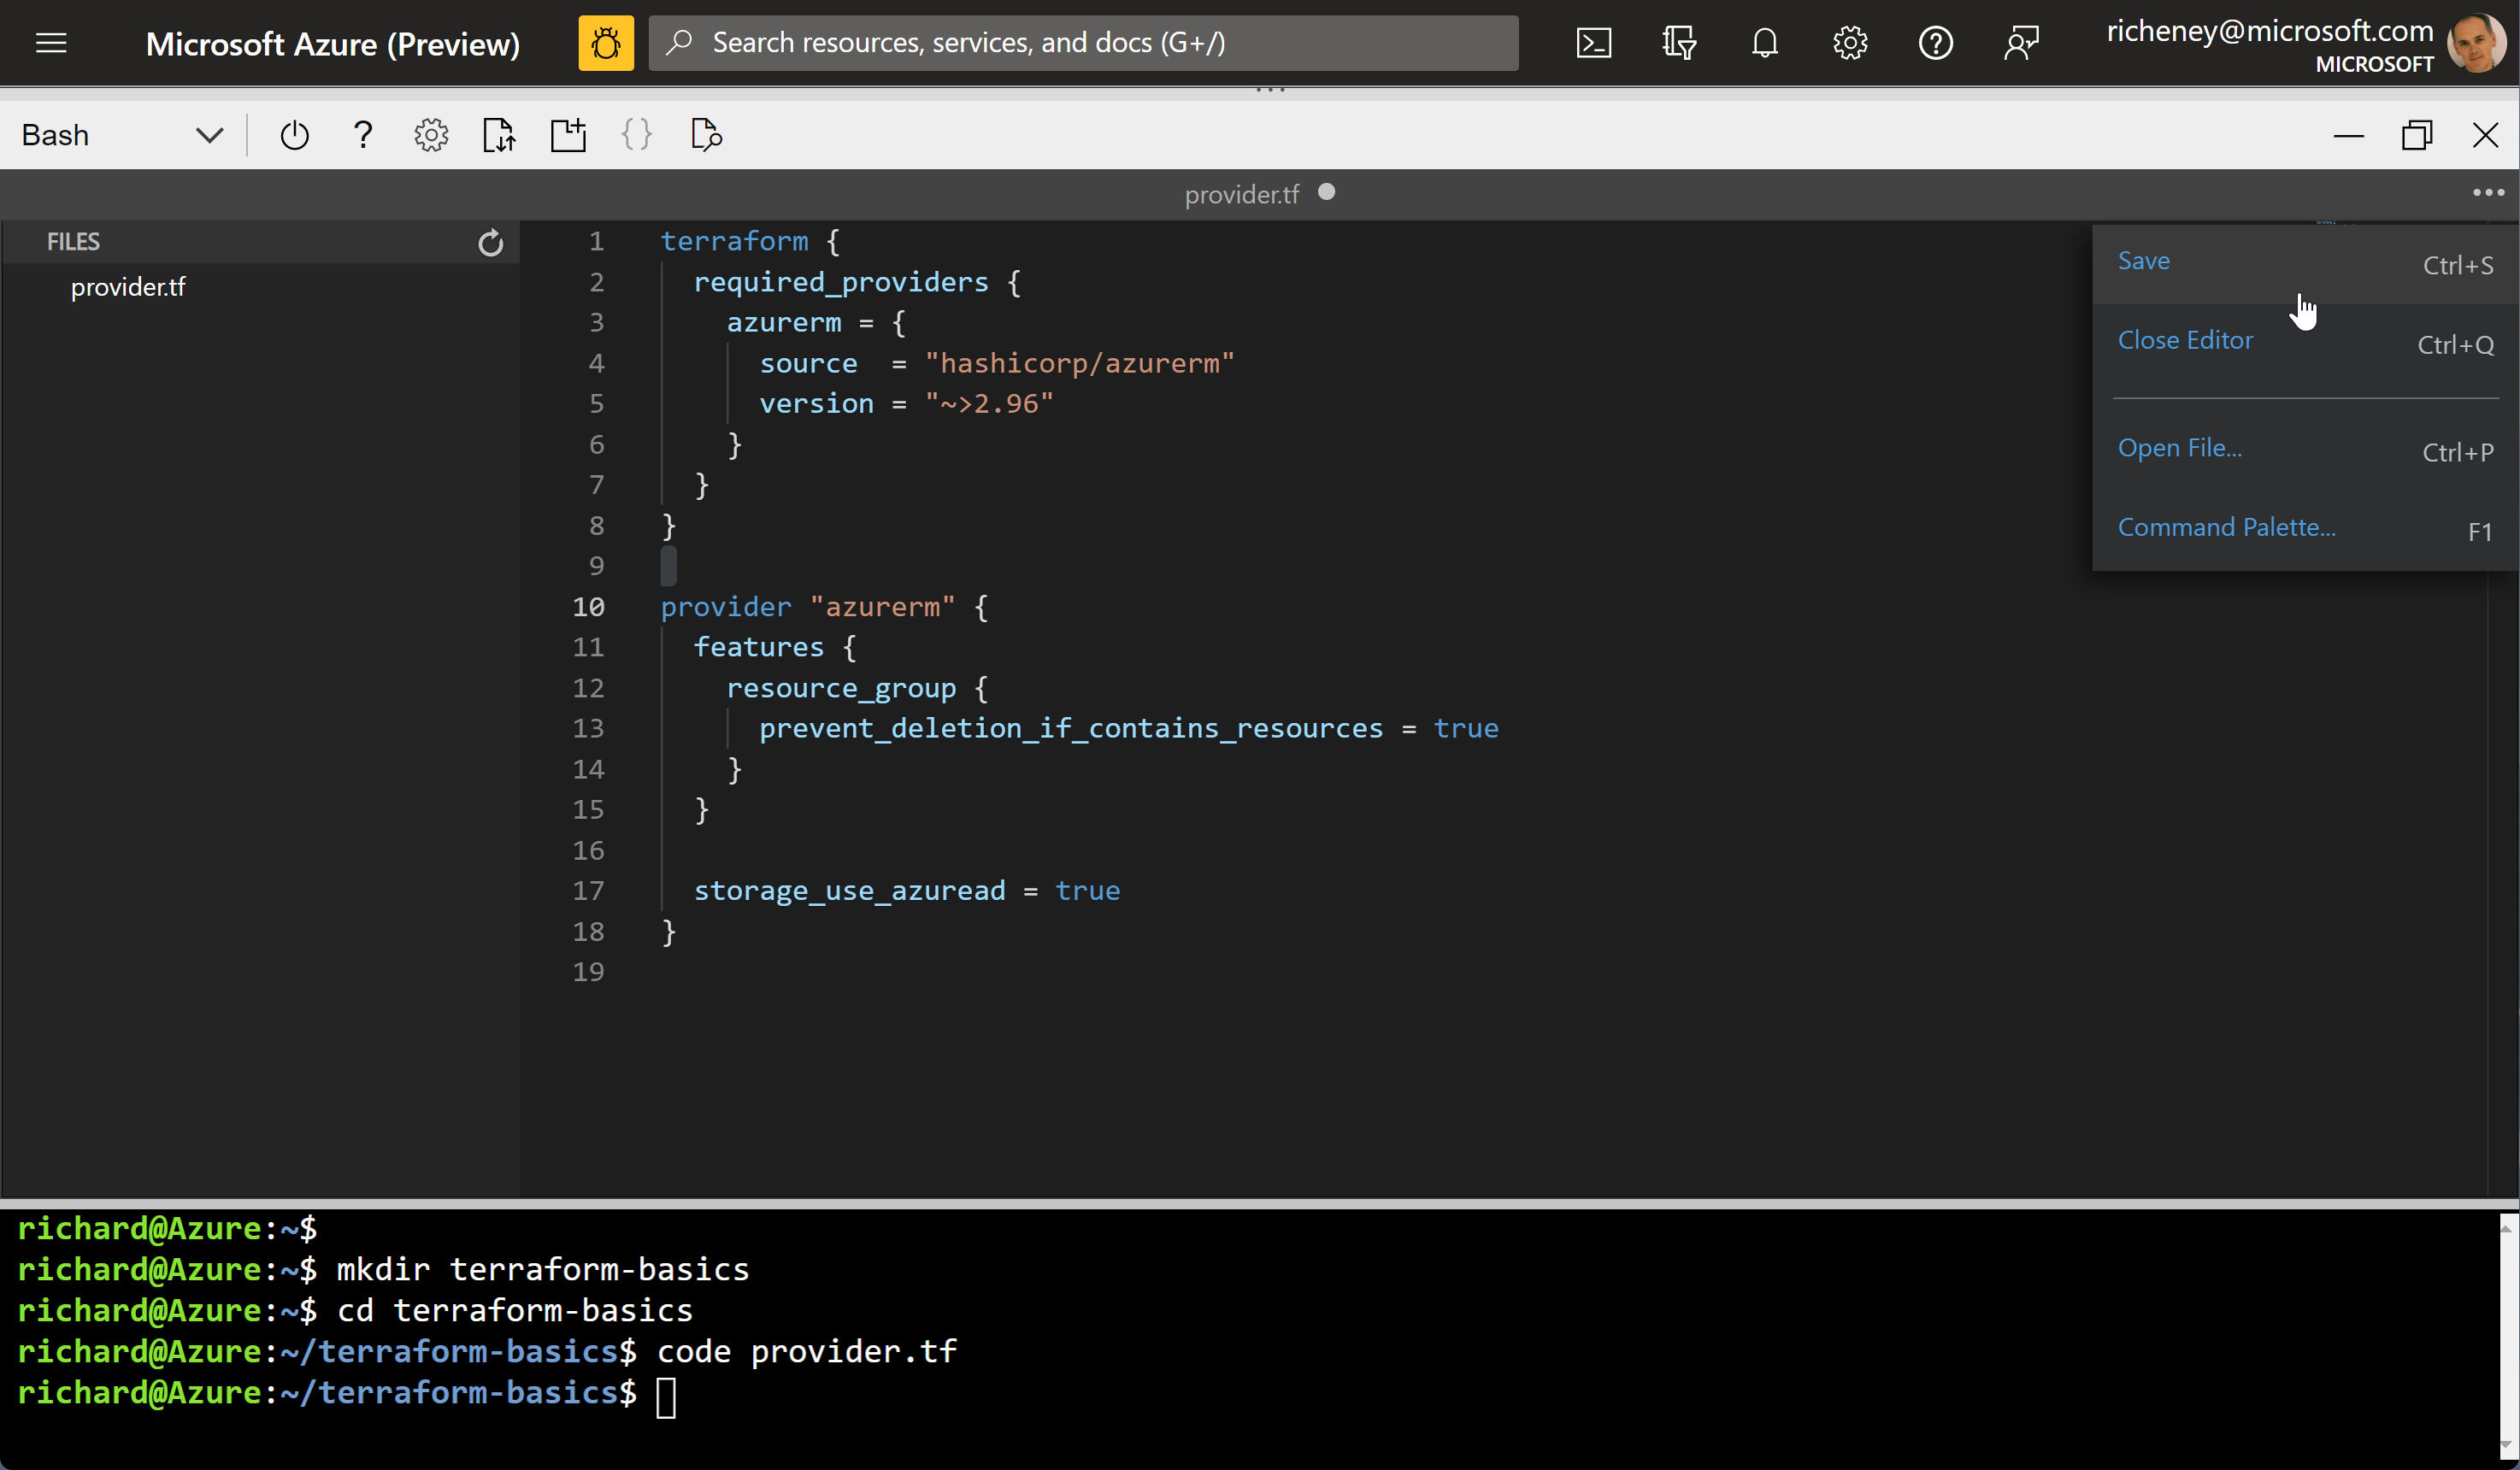 Microsoft Azure (Preview)
Search resources, services, and docs (G+/)
richeney@microsoft.com
MICROSOFT
Bash
provider.tf
FILES
provider.tf
1 terraform {
2   required_providers {
3     azurerm = {
4       source  = "hashicorp/azurerm"
5       version = "~>2.96"
6     }
7   }
8 }
9
10 provider "azurerm" {
11   features {
12     resource_group {
13       prevent_deletion_if_contains_resources = true
14     }
15   }
16
17   storage_use_azuread = true
18 }
19
Save Ctrl+S
Close Editor Ctrl+Q
Open File... Ctrl+P
Command Palette... F1
richard@Azure:~$
richard@Azure:~$ mkdir terraform-basics
richard@Azure:~$ cd terraform-basics
richard@Azure:~/terraform-basics$ code provider.tf
richard@Azure:~/terraform-basics$